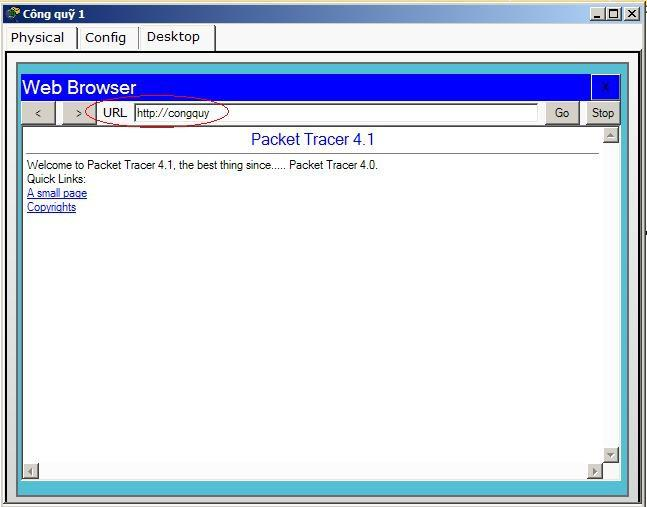 Công quỹ 1
Physical Config Desktop
Web Browser X
< > URL http://congquy Go Stop
Packet Tracer 4.1
Welcome to Packet Tracer 4.1, the best thing since..... Packet Tracer 4.0.
Quick Links:
A small page
Copyrights